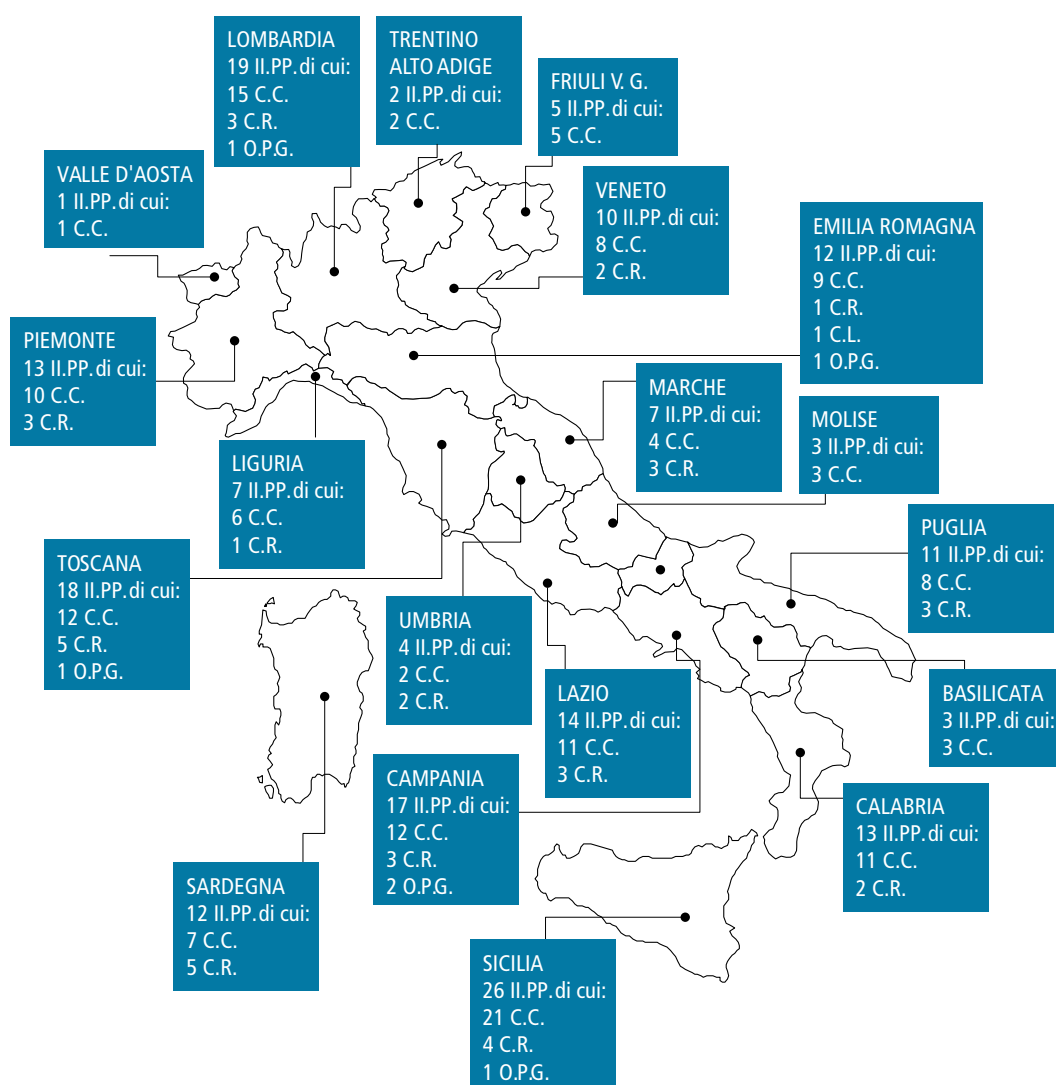 LOMBARDIA
19 II.PP. di cui:
15 C.C.
3 C.R.
1 O.P.G.
TRENTINO
ALTO ADIGE
2 II.PP. di cui:
2 C.C.
FRIULI V. G.
5 II.PP. di cui:
5 C.C.
VALLE D'AOSTA
1 II.PP. di cui:
1 C.C.
VENETO
10 II.PP. di cui:
8 C.C.
2 C.R.
EMILIA ROMAGNA
12 II.PP. di cui:
9 C.C.
1 C.R.
1 C.L.
1 O.P.G.
PIEMONTE
13 II.PP. di cui:
10 C.C.
3 C.R.
MARCHE
7 II.PP. di cui:
4 C.C.
3 C.R.
MOLISE
3 II.PP. di cui:
3 C.C.
LIGURIA
7 II.PP. di cui:
6 C.C.
1 C.R.
PUGLIA
11 II.PP. di cui:
8 C.C.
3 C.R.
TOSCANA
18 II.PP. di cui:
12 C.C.
5 C.R.
1 O.P.G.
UMBRIA
4 II.PP. di cui:
2 C.C.
2 C.R.
LAZIO
14 II.PP. di cui:
11 C.C.
3 C.R.
BASILICATA
3 II.PP. di cui:
3 C.C.
CAMPANIA
17 II.PP. di cui:
12 C.C.
3 C.R.
2 O.P.G.
CALABRIA
13 II.PP. di cui:
11 C.C.
2 C.R.
SARDEGNA
12 II.PP. di cui:
7 C.C.
5 C.R.
SICILIA
26 II.PP. di cui:
21 C.C.
4 C.R.
1 O.P.G.